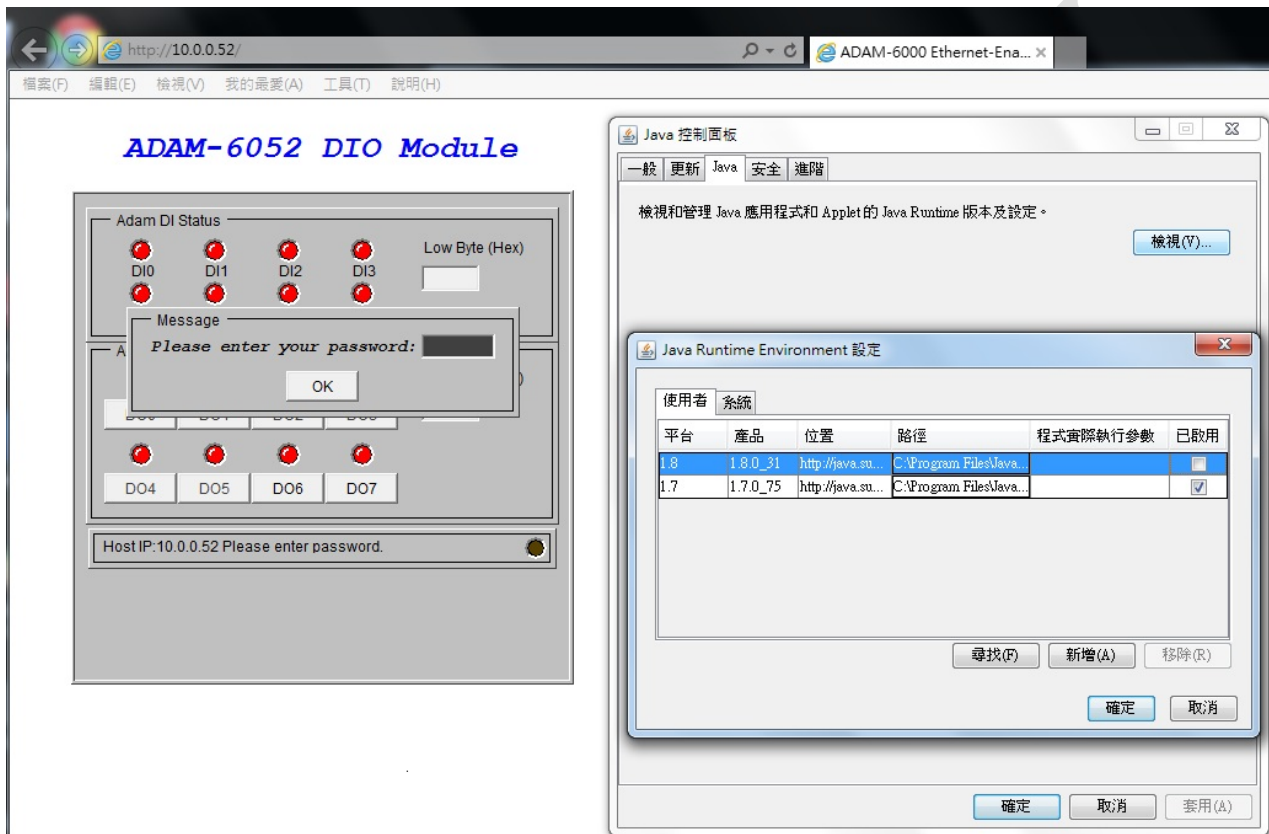 http://10.0.0.52/
ADAM-6000 Ethernet-Ena...
檔案(F) 編輯(E) 檢視(V) 我的最愛(A) 工具(T) 說明(H)
ADAM-6052 DIO Module
Adam DI Status
Low Byte (Hex)
DI0 DI1 DI2 DI3
Message
Please enter your password:
OK
DO4 DO5 DO6 DO7
Host IP:10.0.0.52 Please enter password.
Java 控制面板
一般 更新 Java 安全 進階
檢視和管理 Java 應用程式和 Applet 的 Java Runtime 版本及設定。
檢視(V)...
Java Runtime Environment 設定
使用者 系統
平台 產品 位置 路徑 程式實際執行參數 已啟用
1.8 1.8.0_31 http://java.su... C:\Program Files\Java...
1.7 1.7.0_75 http://java.su... C:\Program Files\Java...
尋找(F) 新增(A) 移除(R)
確定 取消
確定 取消 套用(A)